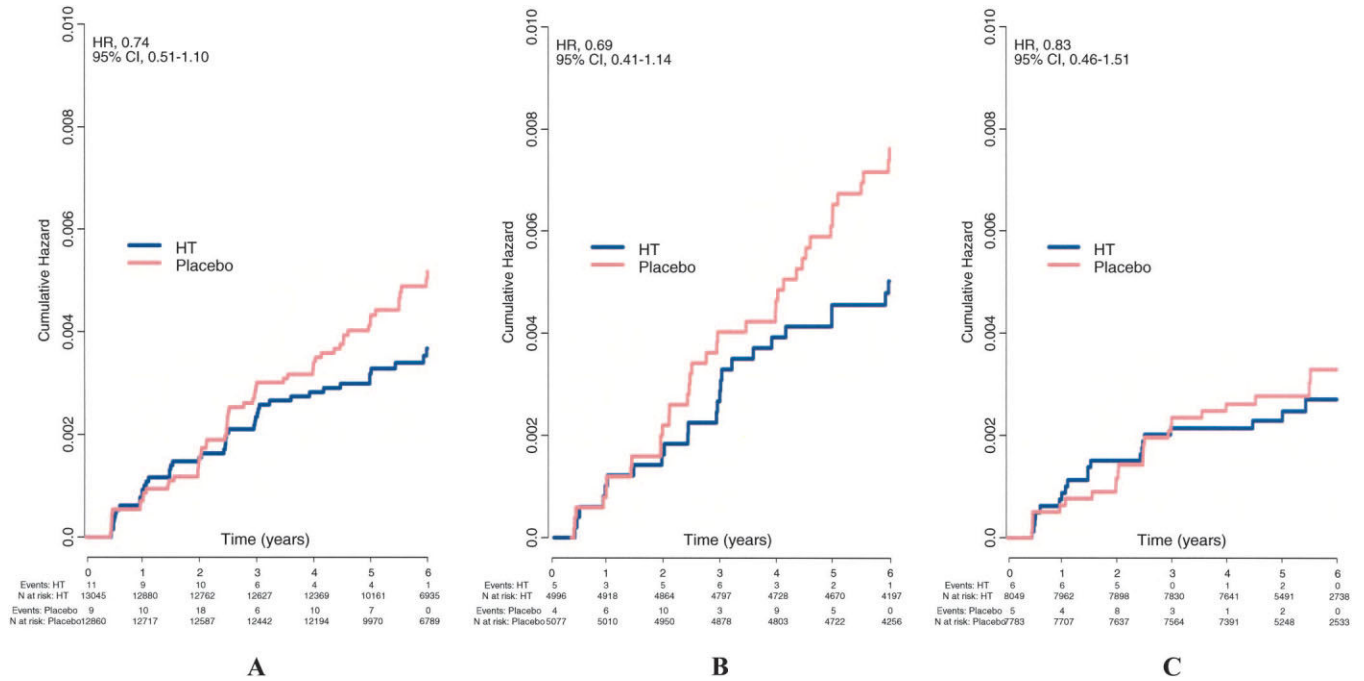 0.010
0.008
0.006
0.004
0.002
0.0
Cumulative Hazard
HR, 0.74
95% CI, 0.51-1.10
HT
Placebo
Time (years)
0 1 2 3 4 5 6
Events: HT 11 9 10 6 4 4 1
N at risk: HT 13045 12880 12762 12627 12369 10161 6935
Events: Placebo 9 10 18 6 10 7 0
N at risk: Placebo12860 12717 12587 12442 12194 9970 6789
A
0.010
0.008
0.006
0.004
0.002
0.0
Cumulative Hazard
HR, 0.69
95% CI, 0.41-1.14
HT
Placebo
Time (years)
0 1 2 3 4 5 6
Events: HT 5 3 5 6 3 2 1
N at risk: HT 4996 4918 4864 4797 4728 4670 4197
Events: Placebo 4 6 10 3 9 5 0
N at risk: Placebo5077 5010 4950 4878 4803 4722 4256
B
0.010
0.008
0.006
0.004
0.002
0.0
Cumulative Hazard
HR, 0.83
95% CI, 0.46-1.51
HT
Placebo
Time (years)
0 1 2 3 4 5 6
Events: HT 6 6 5 0 1 2 0
N at risk: HT 8049 7962 7898 7830 7641 5491 2738
Events: Placebo 5 4 8 3 1 2 0
N at risk: Placebo7783 7707 7637 7564 7391 5248 2533
C